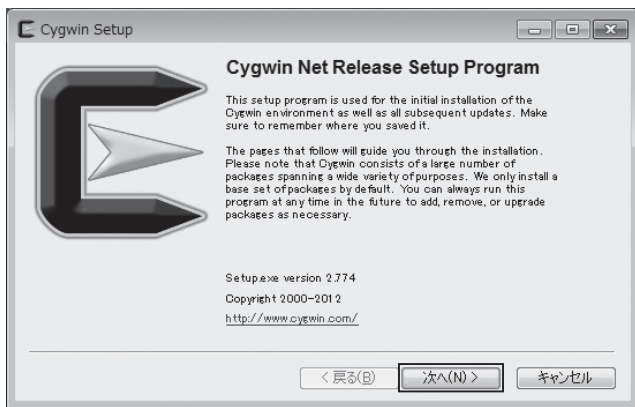 Cygwin Setup
Cygwin Net Release Setup Program
This setup program is used for the initial installation of the
Cygwin environment as well as all subsequent updates. Make
sure to remember where you saved it.
The pages that follow will guide you through the installation.
Please note that Cygwin consists of a large number of
packages spanning a wide variety of purposes. We only install a
base set of packages by default. You can always run this
program at any time in the future to add, remove, or upgrade
packages as necessary.
Setup.exe version 2.774
Copyright 2000-2012
http://www.cygwin.com/
< 戻る(B) 次へ(N) > キャンセル